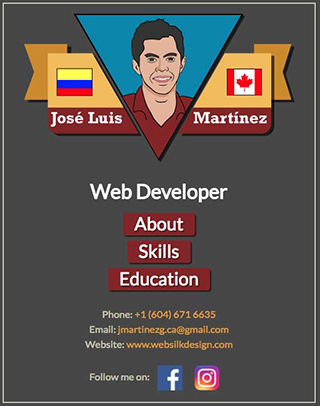 José Luis Martínez
Web Developer
About
Skills
Education
Phone: +1 (604) 671 6635
Email: jmartinezg.ca@gmail.com
Website: www.websilkdesign.com
Follow me on: